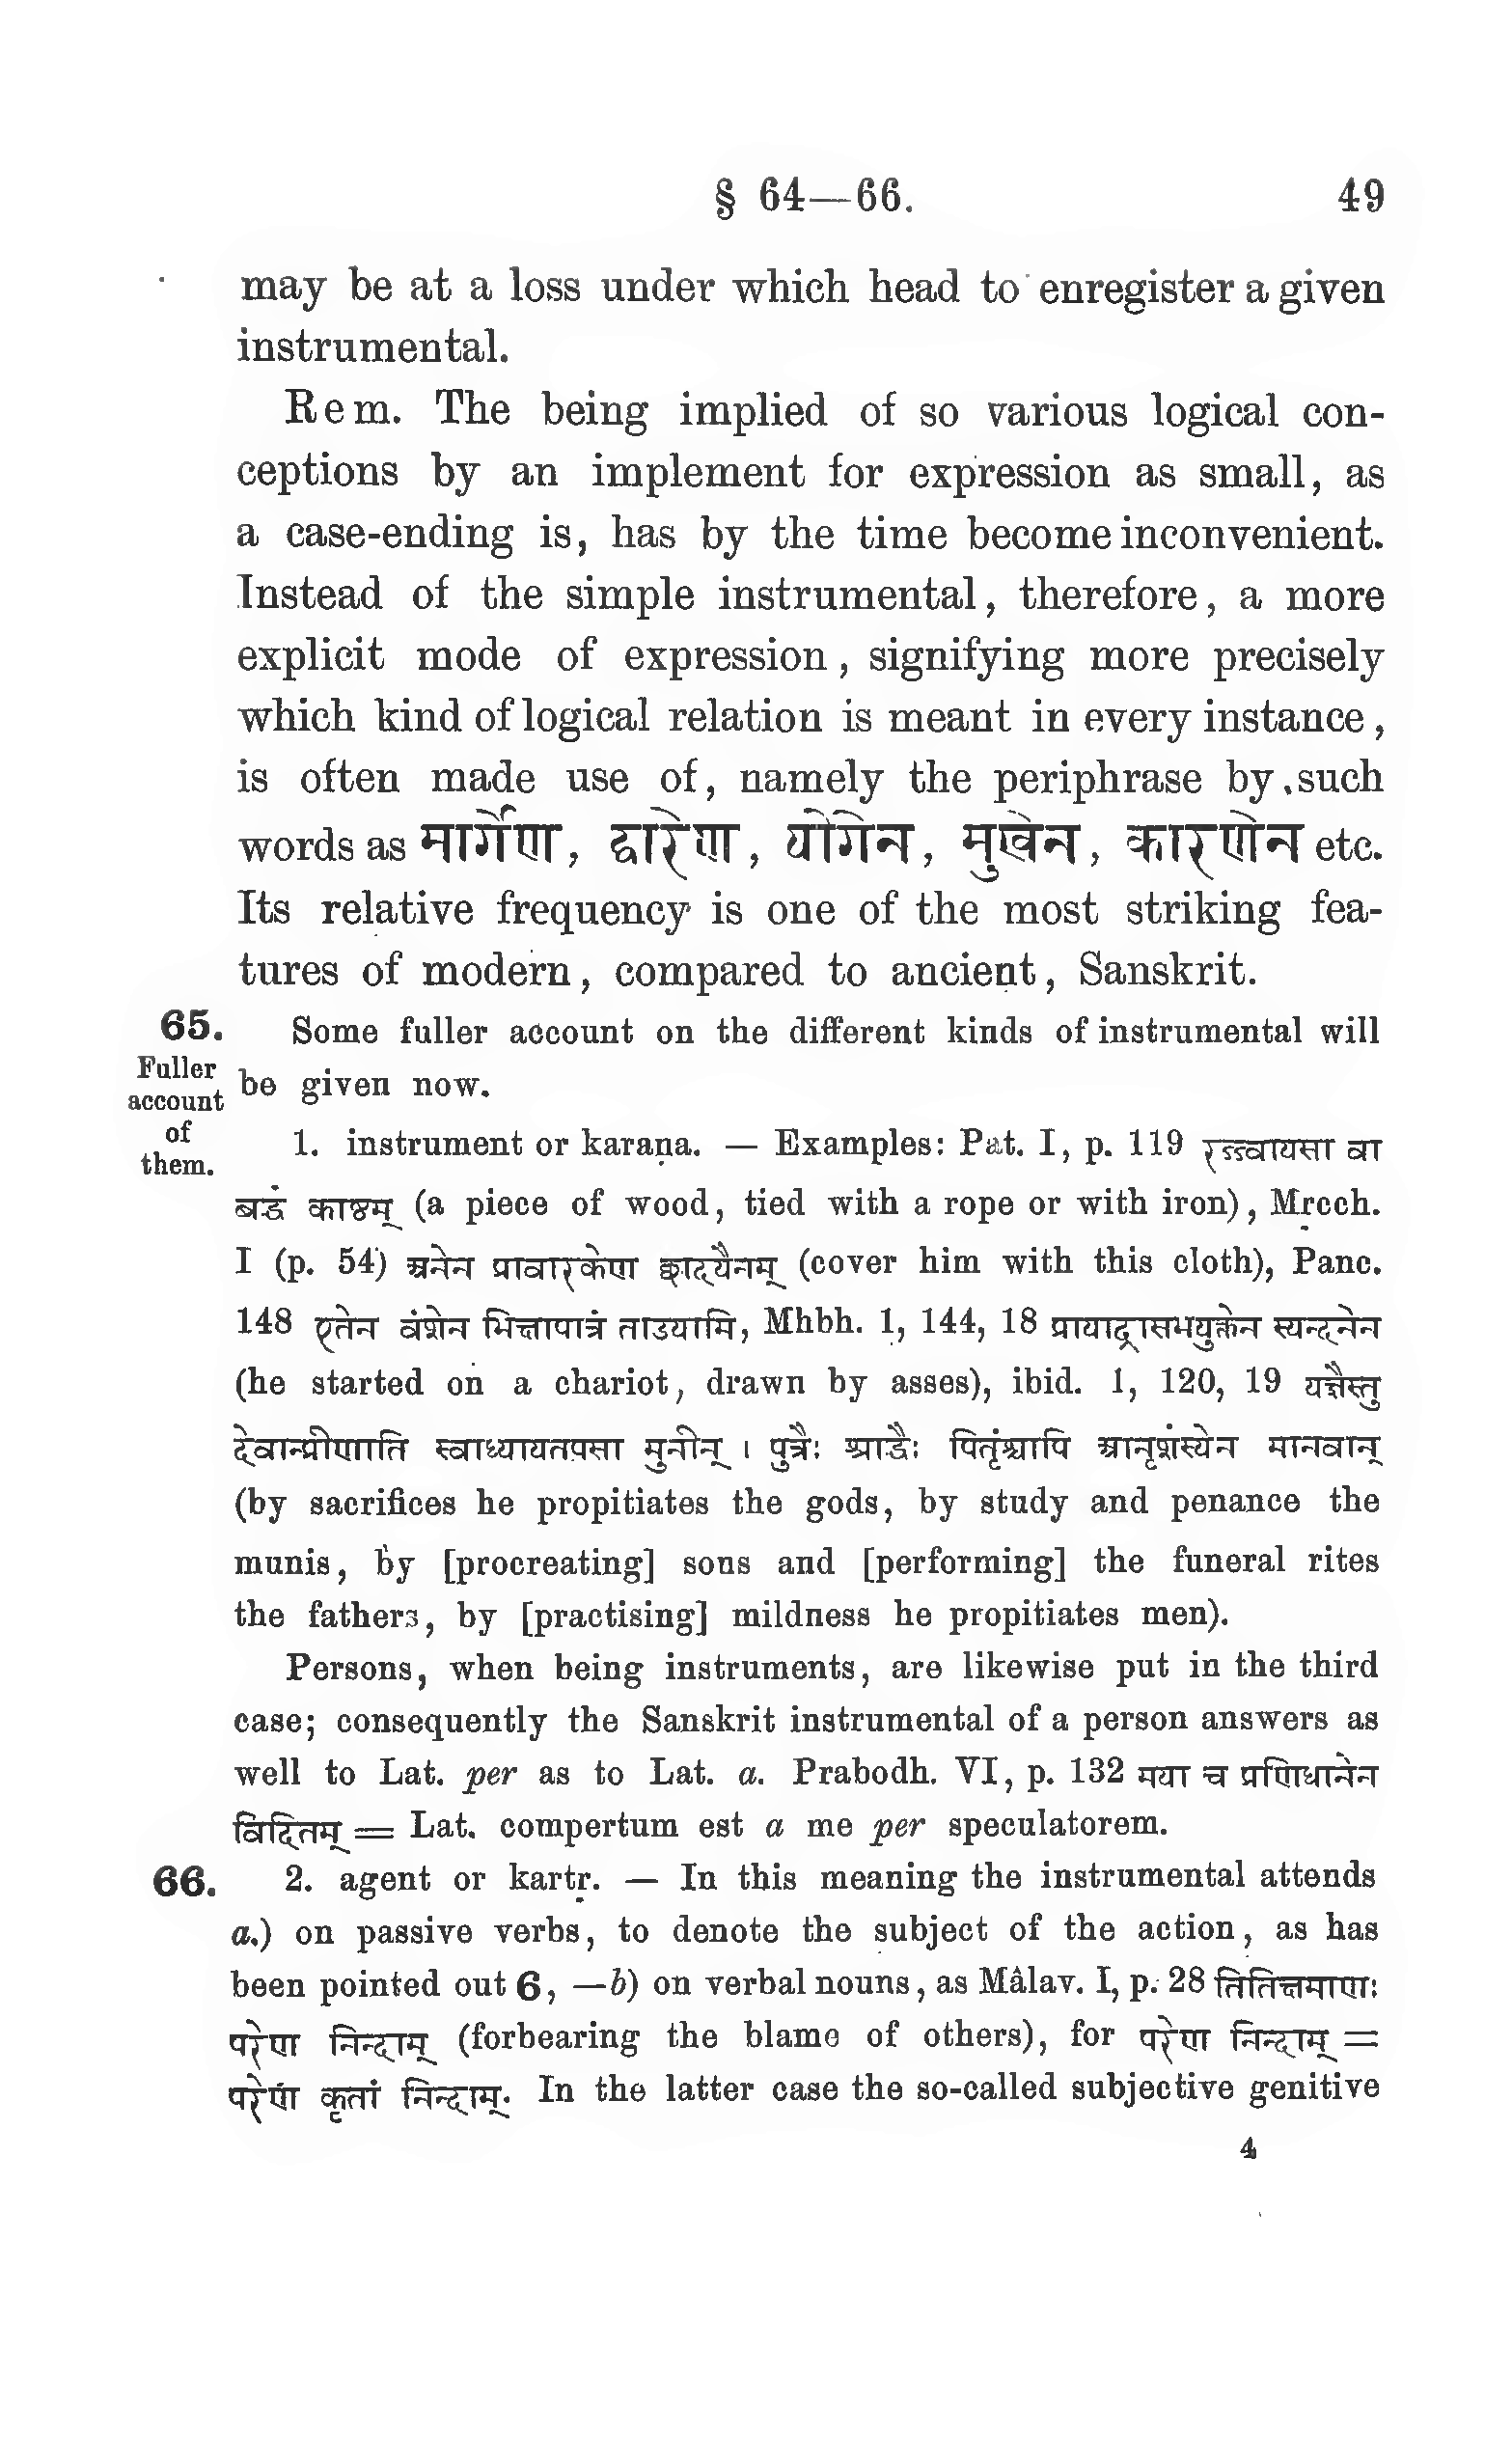 § 64—66. 49
may be at a loss under which head to enregister a given
instrumental.
Rem. The being implied of so various logical con-
ceptions by an implement for expression as small, as
a case-ending is, has by the time become inconvenient.
Instead of the simple instrumental, therefore, a more
explicit mode of expression, signifying more precisely
which kind of logical relation is meant in every instance,
is often made use of, namely the periphrase by such
words as मार्गेण, द्वारेण, योगेन, मुखेन, कारणेन etc.
Its relative frequency is one of the most striking fea-
tures of modern, compared to ancient, Sanskrit.
65. Some fuller account on the different kinds of instrumental will
Fuller
account
of
them.
be given now.
1. instrument or karaṇa. — Examples: Pat. I, p. 119 रज्ज्वायसा वा
बद्धं काष्ठम् (a piece of wood, tied with a rope or with iron), Mṛcch.
I (p. 54) अनेन प्रावारकेण छादयैनम् (cover him with this cloth), Panc.
148 एतेन वंशेन भिक्षापात्रं ताडयामि, Mhbh. 1, 144, 18 प्रायाद्रासभयुक्तेन स्यन्दनेन
(he started on a chariot, drawn by asses), ibid. 1, 120, 19 यज्ञैस्तु
देवान्प्रीणाति स्वाध्यायतपसा मुनीन् । पुत्रैः श्राद्धैः पितॄंश्चापि आनृशंस्येन मानवान्
(by sacrifices he propitiates the gods, by study and penance the
munis, by [procreating] sons and [performing] the funeral rites
the fathers, by [practising] mildness he propitiates men).
Persons, when being instruments, are likewise put in the third
case; consequently the Sanskrit instrumental of a person answers as
well to Lat. per as to Lat. a. Prabodh. VI, p. 132 मया च प्रणिधानेन
विदितम् = Lat. compertum est a me per speculatorem.
66. 2. agent or kartṛ. — In this meaning the instrumental attends
a.) on passive verbs, to denote the subject of the action, as has
been pointed out 6, —b) on verbal nouns, as Mâlav. I, p. 28 तितिक्षमाणः
परेण निन्दाम् (forbearing the blame of others), for परेण निन्दाम् =
परेणं कृतां निन्दाम्. In the latter case the so-called subjective genitive
4